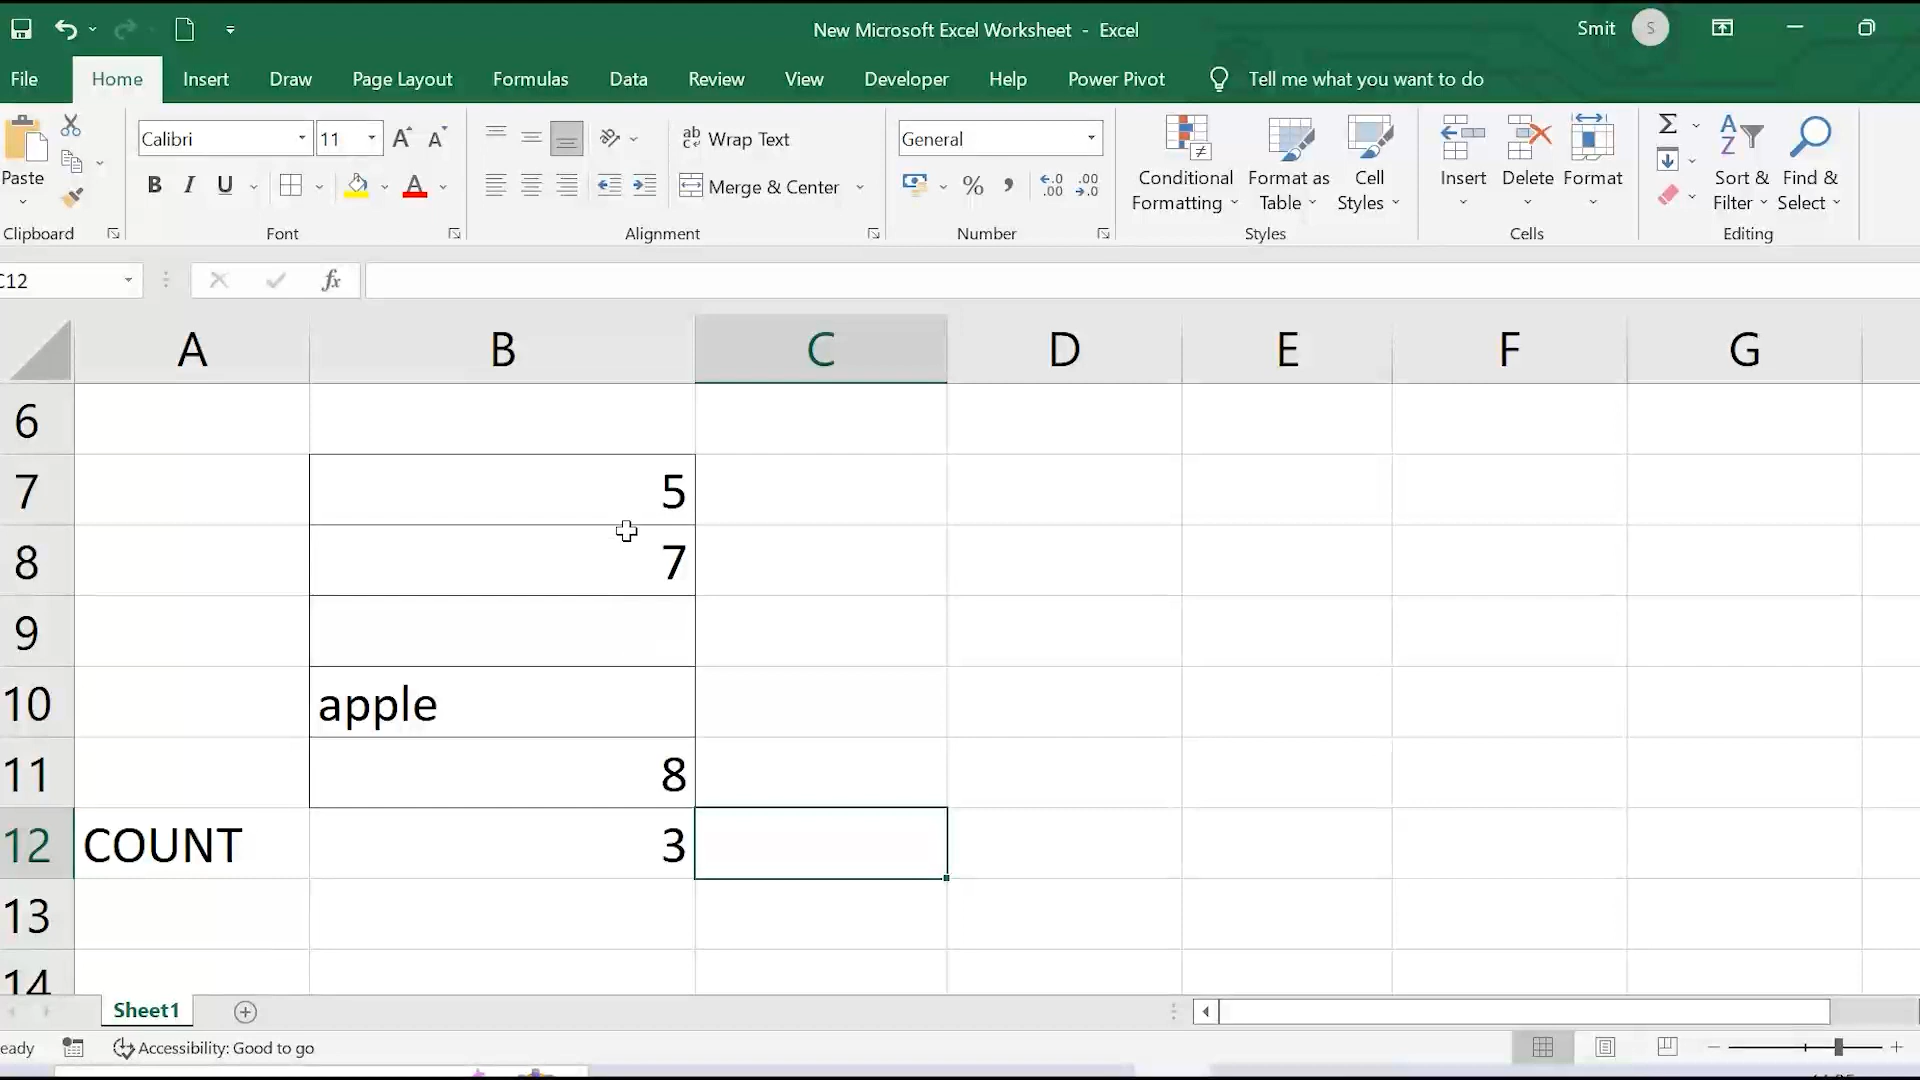 New Microsoft Excel Worksheet - Excel
Smit
S
File
Home
Insert
Draw
Page Layout
Formulas
Data
Review
View
Developer
Help
Power Pivot
Tell me what you want to do
Paste
Clipboard
Calibri
11
B I U
Font
Wrap Text
Merge & Center
Alignment
General
Number
Conditional
Formatting
Format as
Table
Cell
Styles
Styles
Insert
Delete
Format
Cells
Sort &
Filter
Find &
Select
Editing
C12
fx
A B C D E F G
6
7 5
8 7
9
10 apple
11 8
12 COUNT 3
13
14
Sheet1
eady
Accessibility: Good to go